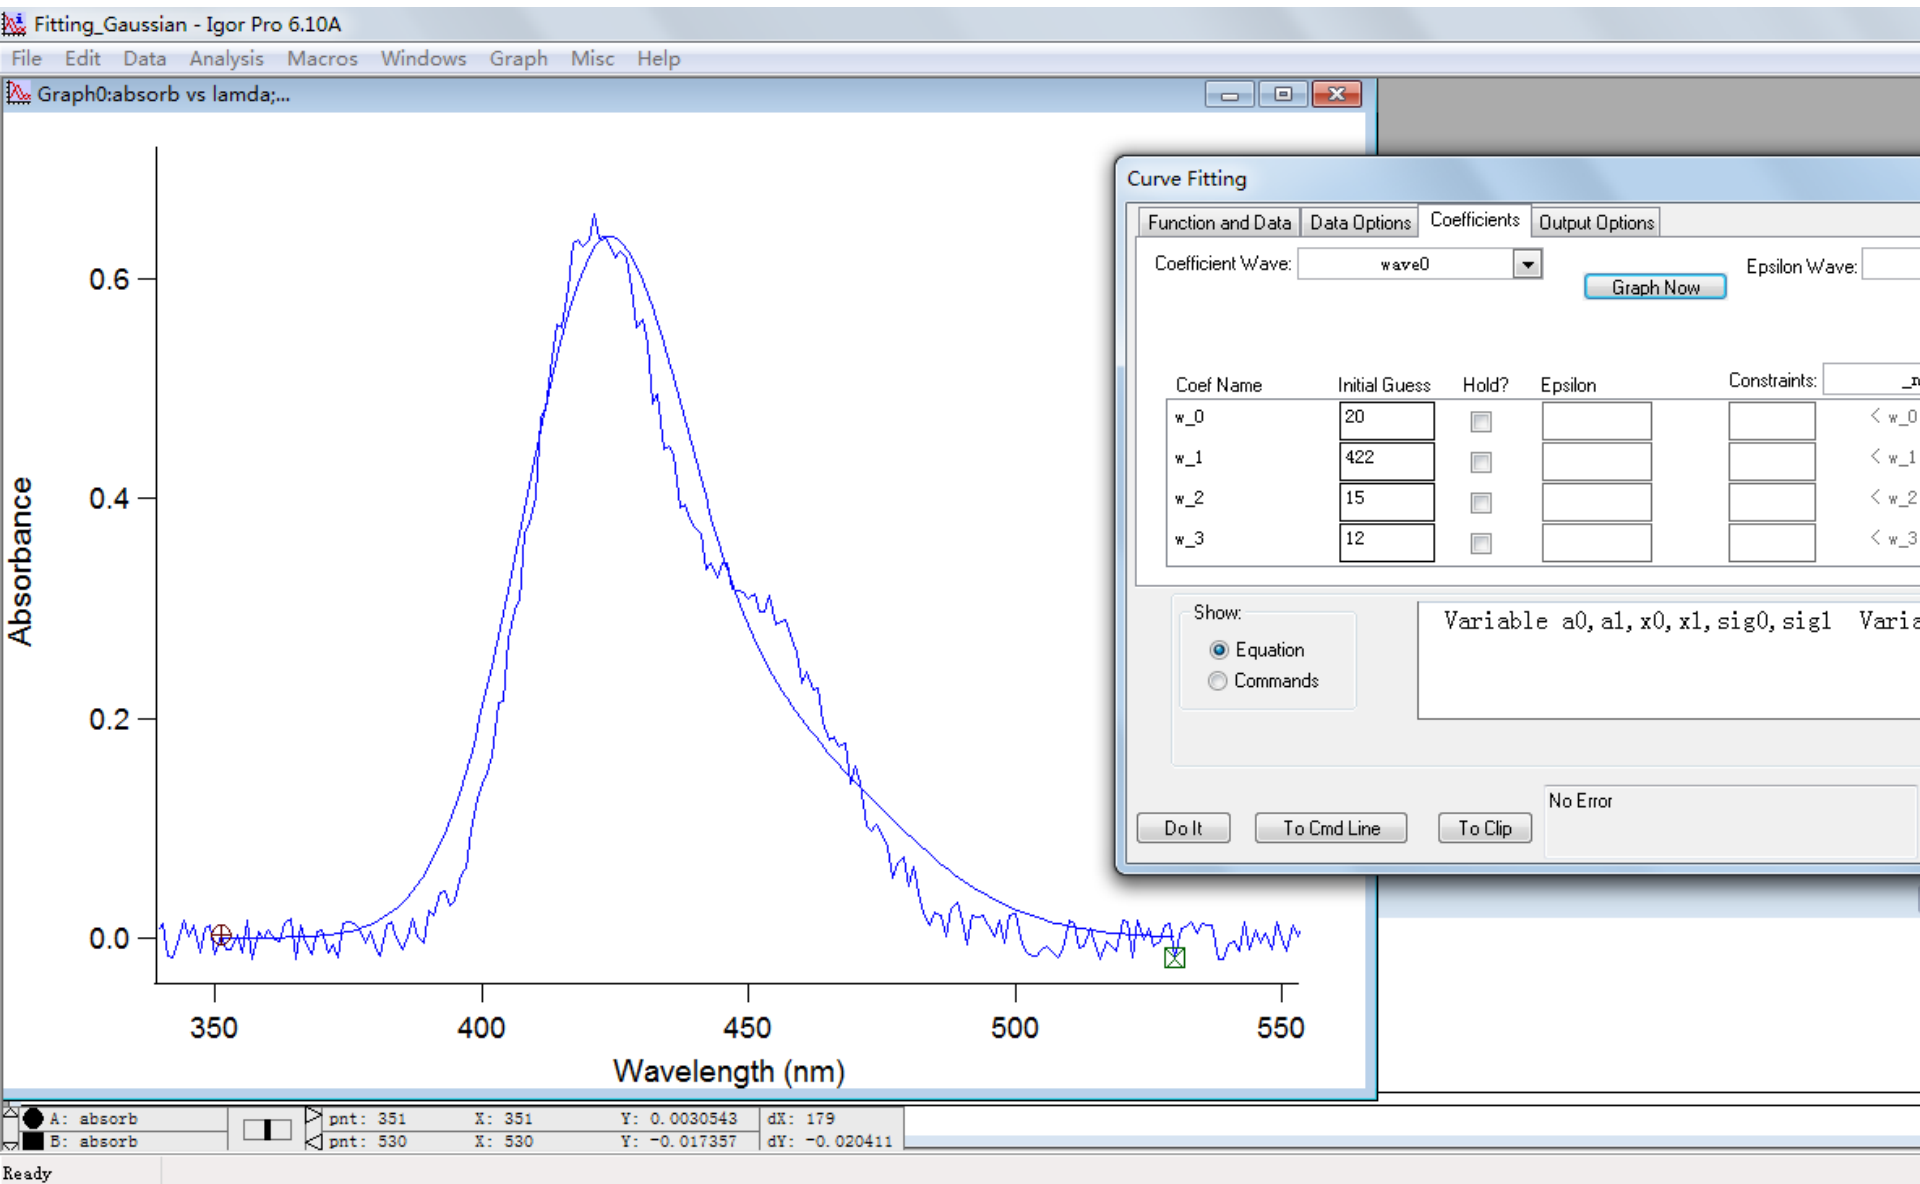 Fitting_Gaussian - Igor Pro 6.10A
File Edit Data Analysis Macros Windows Graph Misc Help
Graph0:absorb vs lamda;...
Curve Fitting
Function and Data Data Options Coefficients Output Options
Coefficient Wave: wave0 Epsilon Wave:
Graph Now
Coef Name Initial Guess Hold? Epsilon Constraints:
w_0 20 < w_0
w_1 422 < w_1
w_2 15 < w_2
w_3 12 < w_3
Show:
Equation
Commands
Variable a0,a1,x0,x1,sig0,sig1 Varia
No Error
Do It To Cmd Line To Clip
Absorbance
0.6
0.4
0.2
0.0
350 400 450 500 550
Wavelength (nm)
A: absorb pnt: 351 X: 351 Y: 0.0030543 dX: 179
B: absorb pnt: 530 X: 530 Y: -0.017357 dY: -0.020411
Ready